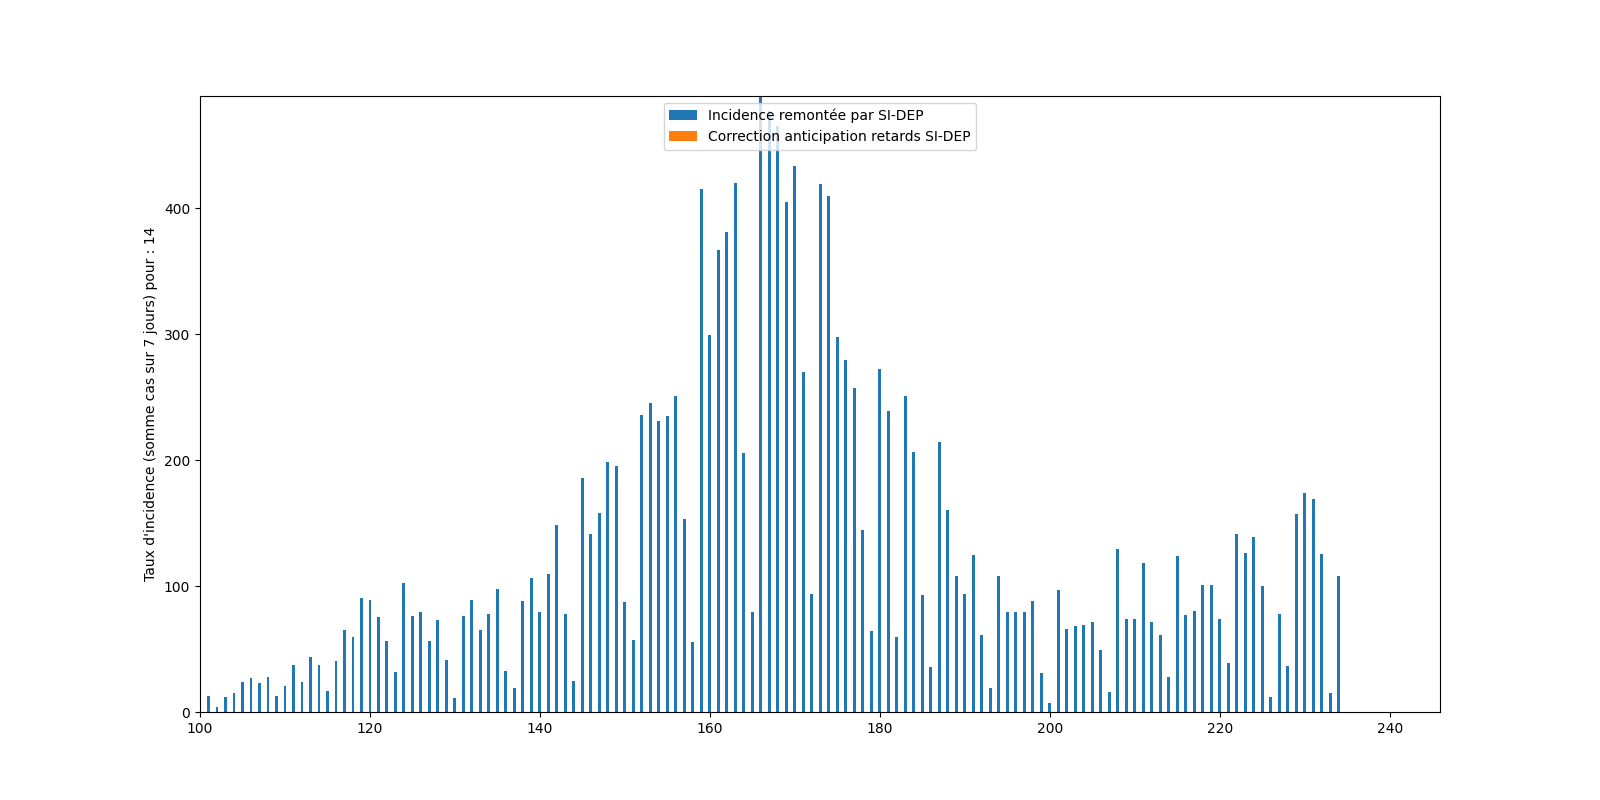 Incidence remontée par SI-DEP
Correction anticipation retards SI-DEP
Taux d'incidence (somme cas sur 7 jours) pour : 14
400
300
200
100
0
100 120 140 160 180 200 220 240